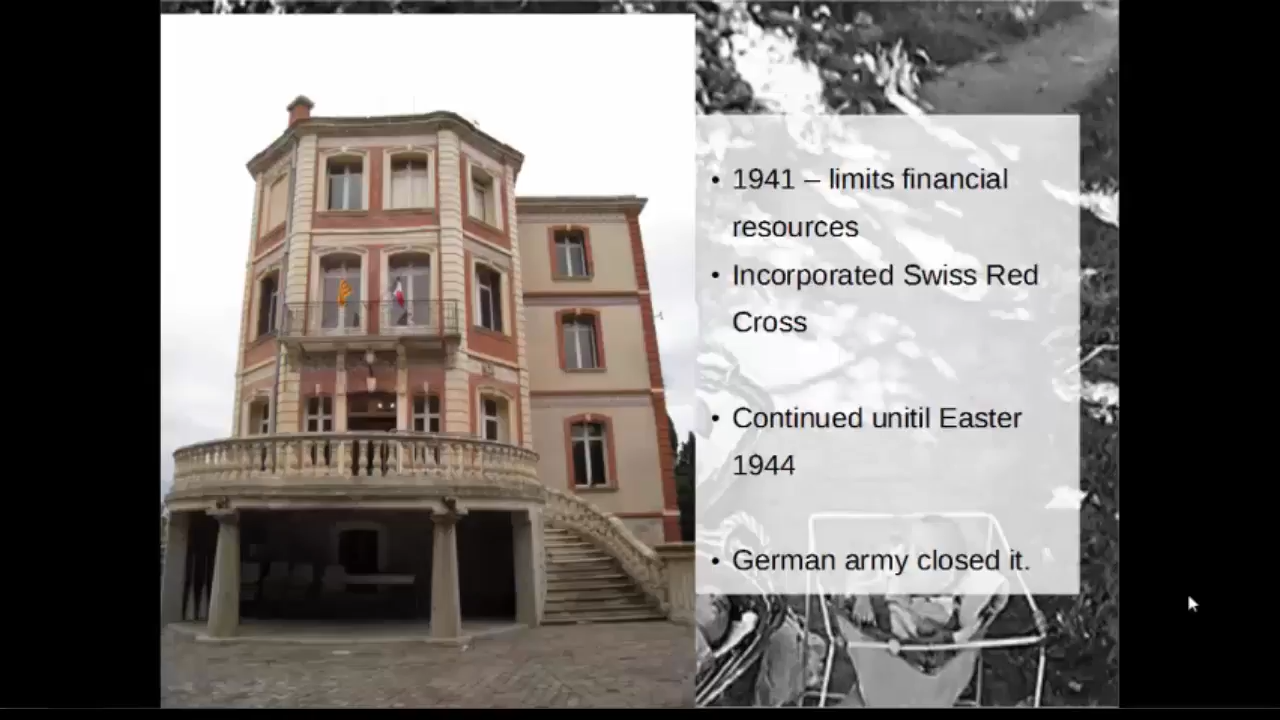 • 1941 – limits financial
resources
• Incorporated Swiss Red
Cross
• Continued unitil Easter
1944
• German army closed it.